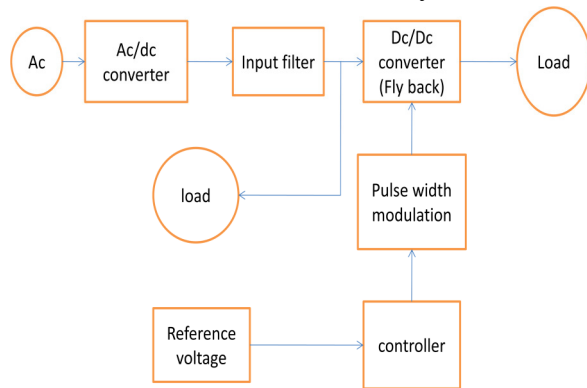 Ac
Ac/dc
converter
Input filter
Dc/Dc
converter
(Fly back)
Load
load
Pulse width
modulation
Reference
voltage
controller